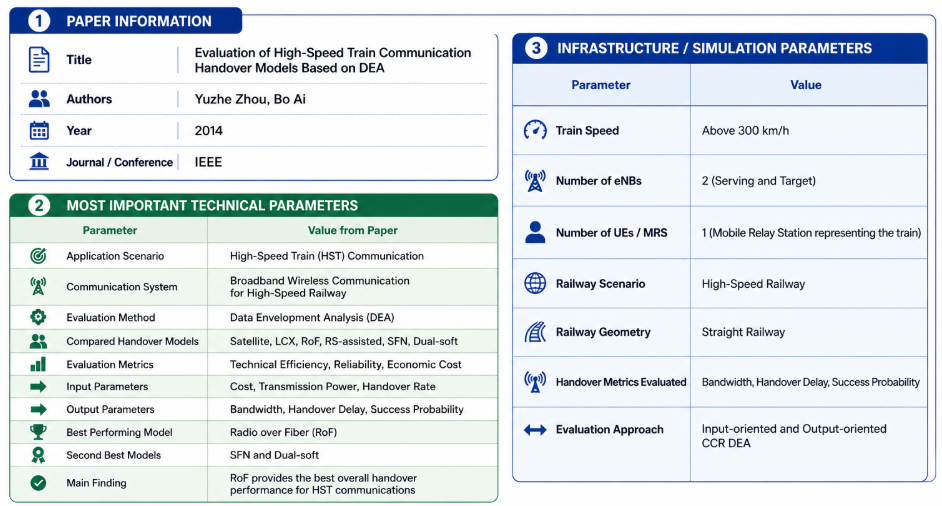 1 PAPER INFORMATION
Title
Evaluation of High-Speed Train Communication
Handover Models Based on DEA
Authors
Yuzhe Zhou, Bo Ai
Year
2014
Journal / Conference
IEEE
2 MOST IMPORTANT TECHNICAL PARAMETERS
Parameter
Value from Paper
Application Scenario
High-Speed Train (HST) Communication
Communication System
Broadband Wireless Communication
for High-Speed Railway
Evaluation Method
Data Envelopment Analysis (DEA)
Compared Handover Models
Satellite, LCX, RoF, RS-assisted, SFN, Dual-soft
Evaluation Metrics
Technical Efficiency, Reliability, Economic Cost
Input Parameters
Cost, Transmission Power, Handover Rate
Output Parameters
Bandwidth, Handover Delay, Success Probability
Best Performing Model
Radio over Fiber (RoF)
Second Best Models
SFN and Dual-soft
Main Finding
RoF provides the best overall handover
performance for HST communications
3 INFRASTRUCTURE / SIMULATION PARAMETERS
Parameter
Value
Train Speed
Above 300 km/h
Number of eNBs
2 (Serving and Target)
Number of UEs / MRS
1 (Mobile Relay Station representing the train)
Railway Scenario
High-Speed Railway
Railway Geometry
Straight Railway
Handover Metrics Evaluated
Bandwidth, Handover Delay, Success Probability
Evaluation Approach
Input-oriented and Output-oriented
CCR DEA